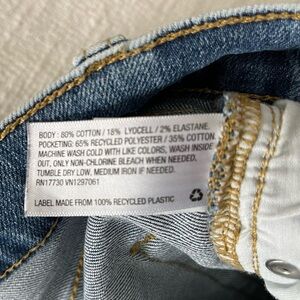 BODY: 80% COTTON / 18% LYOCELL / 2% ELASTANE.
POCKETING: 65% RECYCLED POLYESTER / 35% COTTON.
MACHINE WASH COLD WITH LIKE COLORS, WASH INSIDE
OUT, ONLY NON-CHLORINE BLEACH WHEN NEEDED,
TUMBLE DRY LOW, MEDIUM IRON IF NEEDED.
RN17730 VN1297061
LABEL MADE FROM 100% RECYCLED PLASTIC